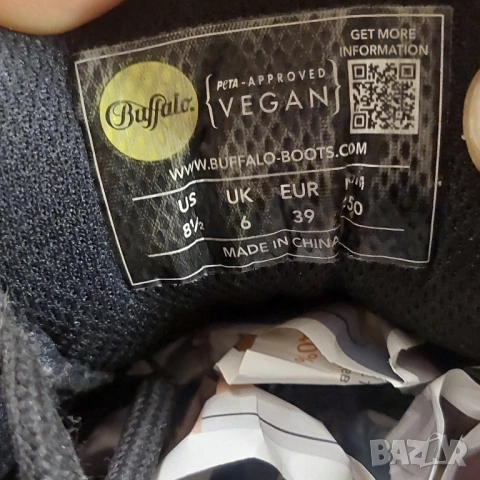 GET MORE
INFORMATION
Buffalo.
PETA-APPROVED
VEGAN
WWW.BUFFALO-BOOTS.COM
US UK EUR
8½ 6 39 250
MADE IN CHINA
BAZAR